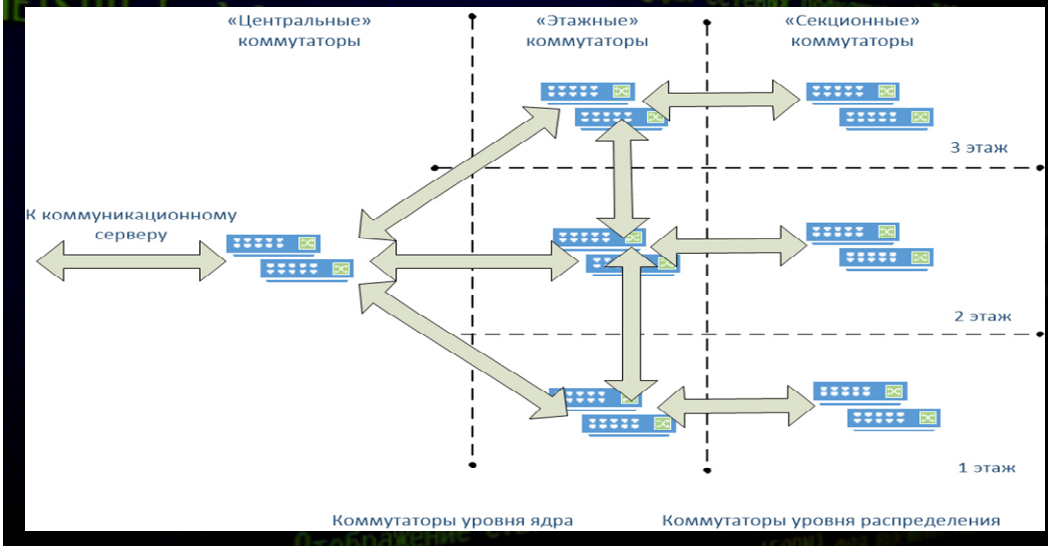 «Центральные»
коммутаторы
«Этажные»
коммутаторы
«Секционные»
коммутаторы
3 этаж
К коммуникационному
серверу
2 этаж
1 этаж
Коммутаторы уровня ядра
Коммутаторы уровня распределения